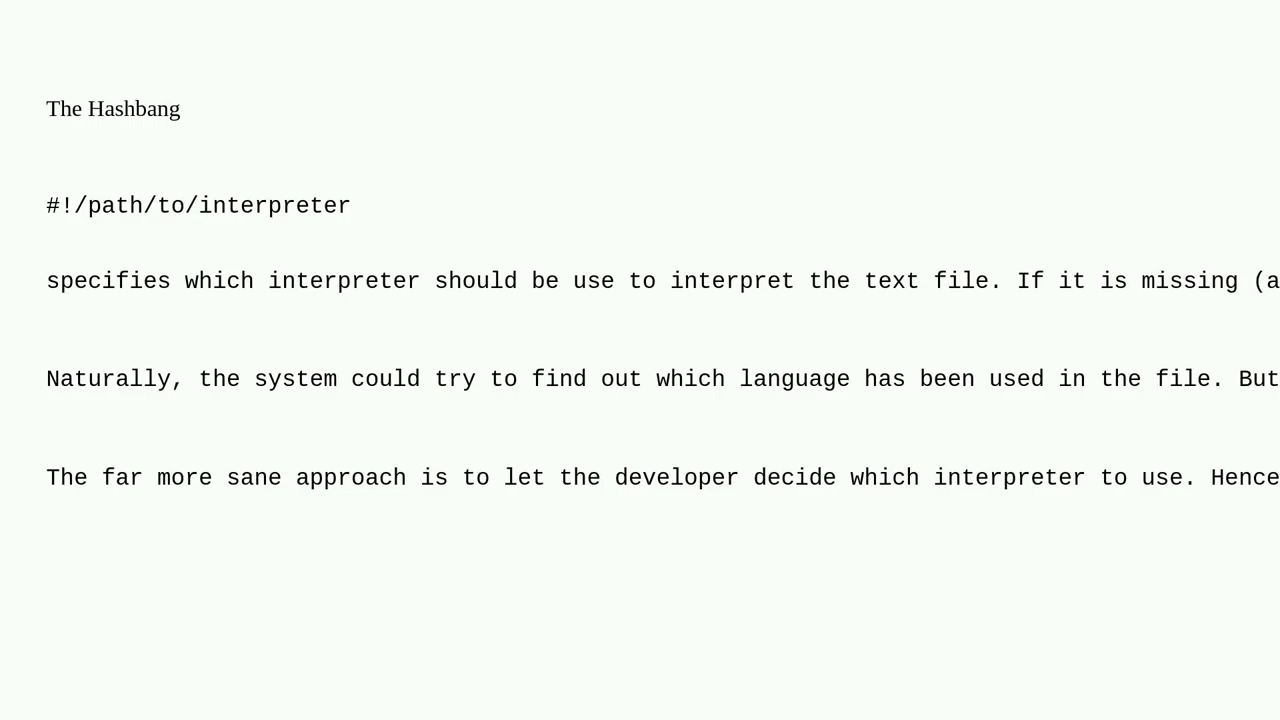 The Hashbang
#!/path/to/interpreter
specifies which interpreter should be use to interpret the text file. If it is missing (a
Naturally, the system could try to find out which language has been used in the file. But
The far more sane approach is to let the developer decide which interpreter to use. Hence